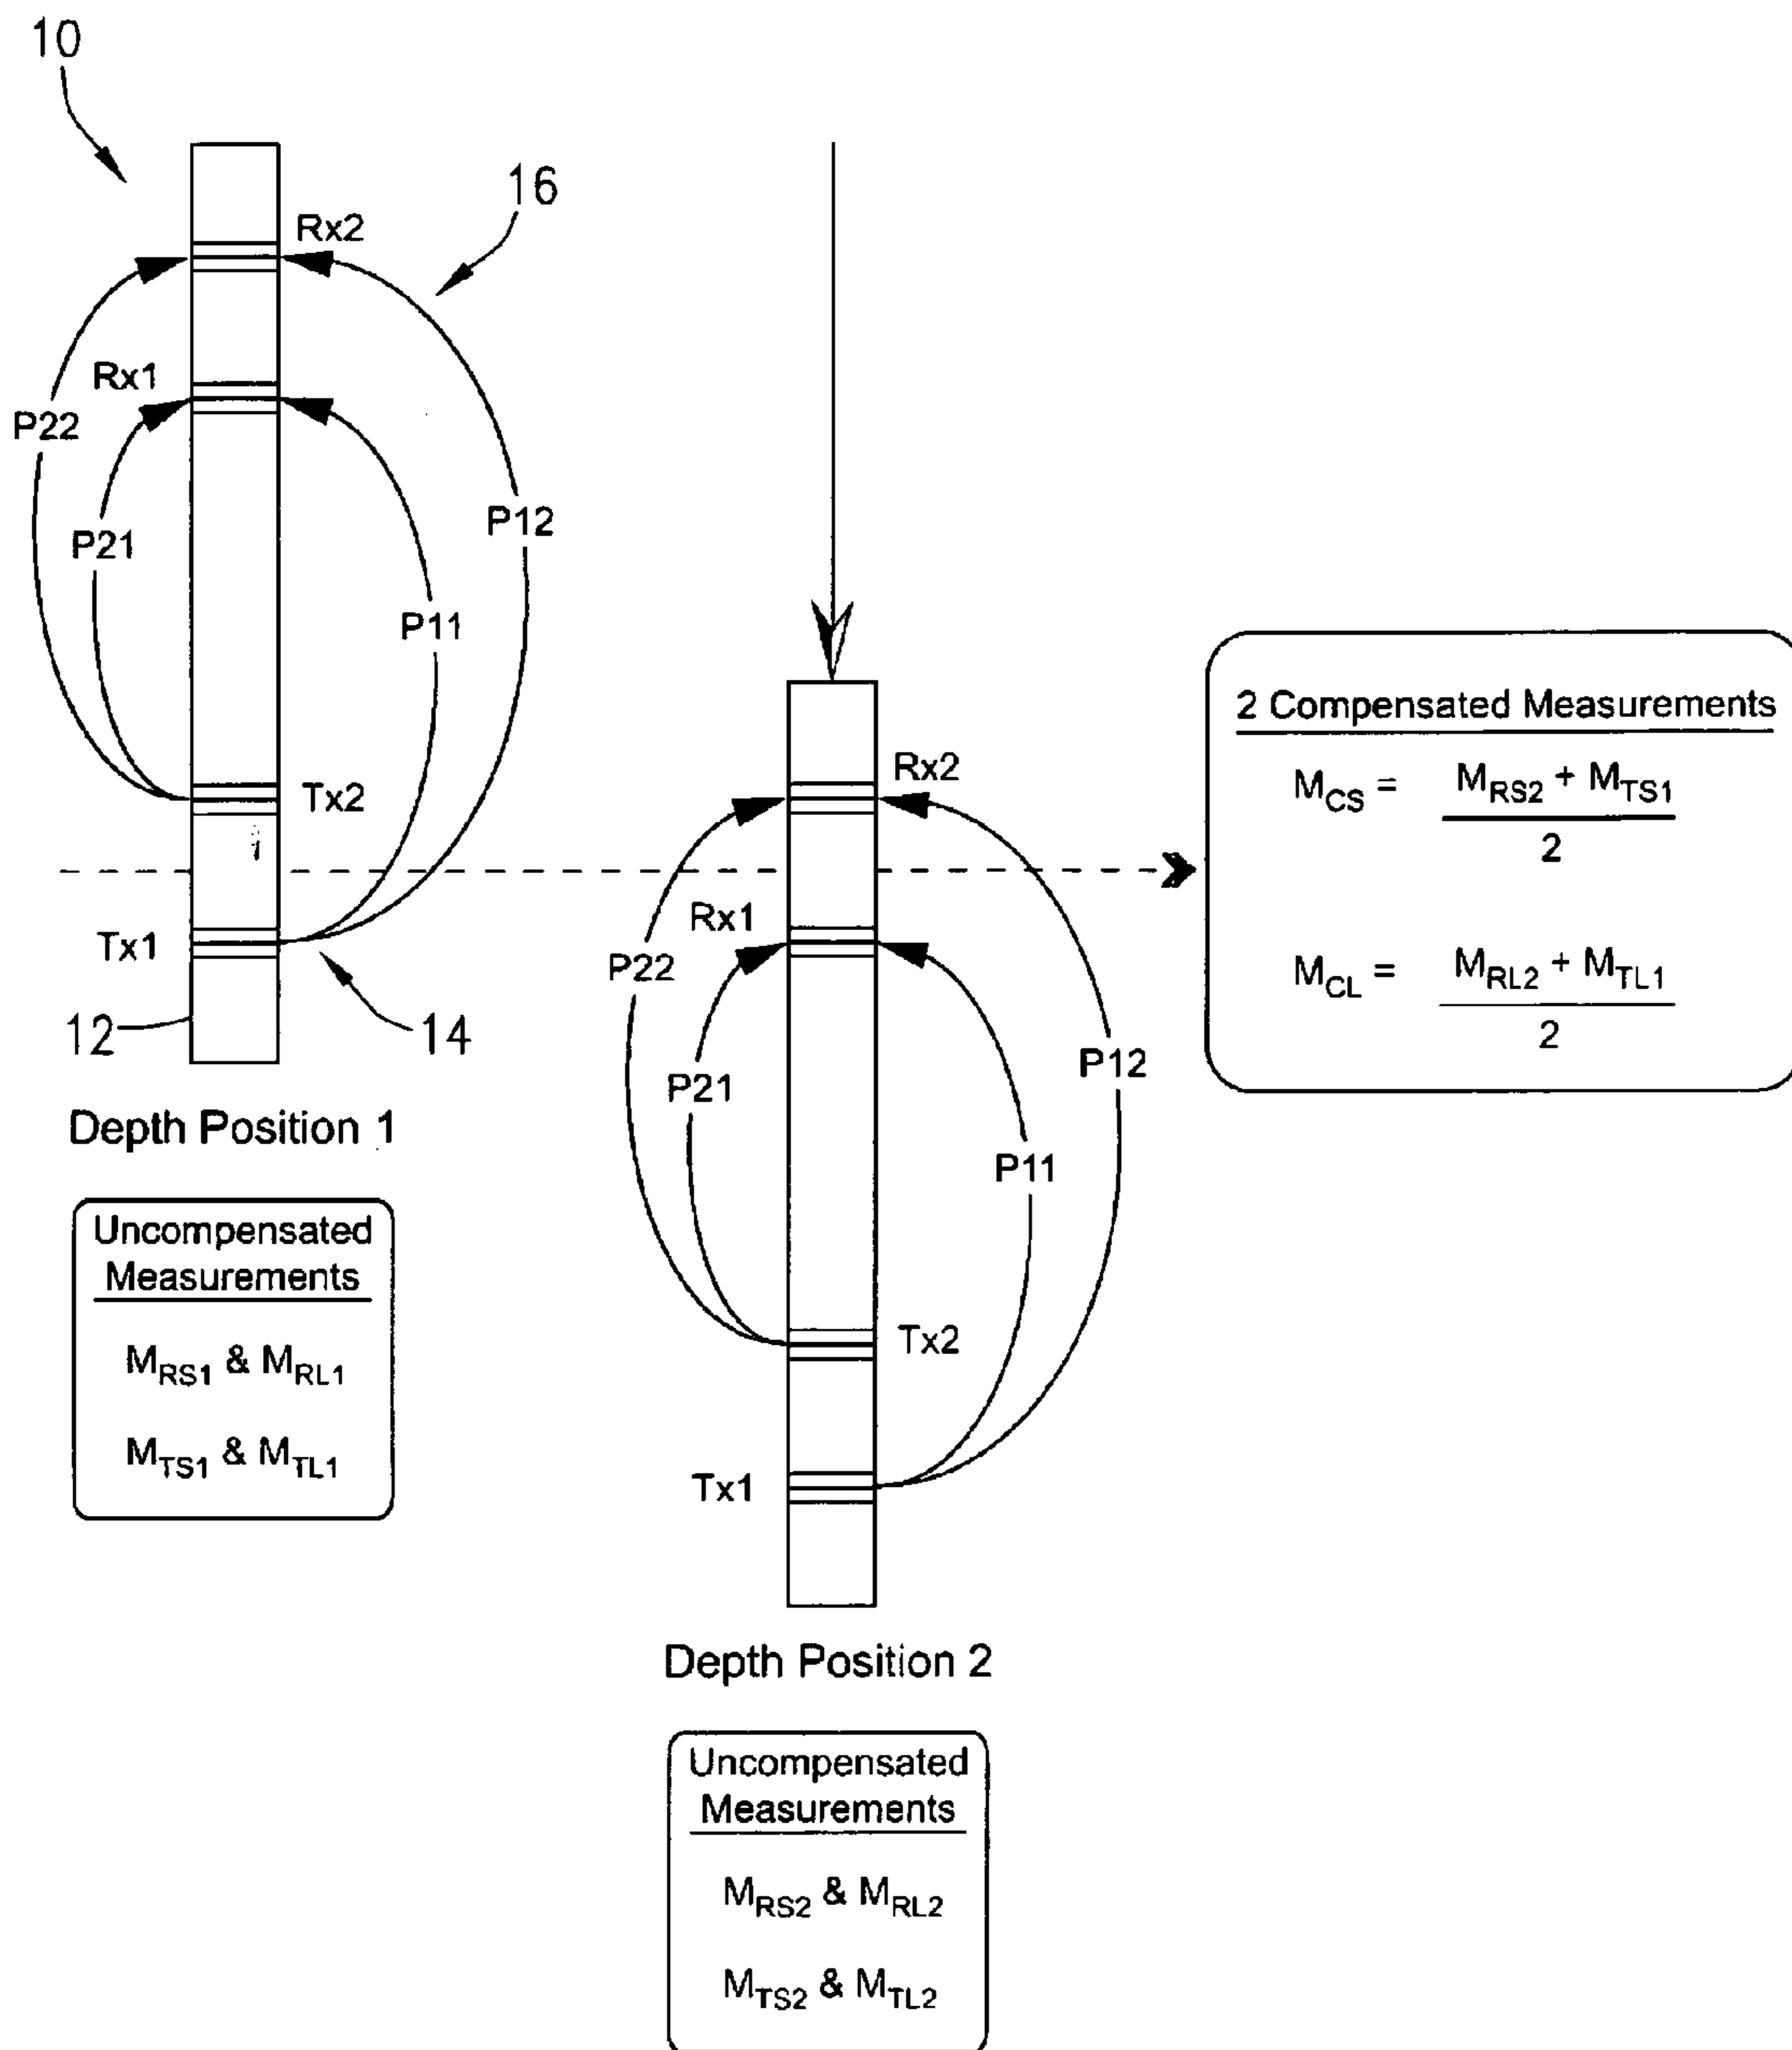 10
16
Rx2
Rx1
P22
P12
P21
P11
Tx2
Tx1
12
14
Depth Position 1
Uncompensated
Measurements
M_RS1 & M_RL1
M_TS1 & M_TL1
Rx2
Rx1
P22
P12
P21
P11
Tx2
Tx1
Depth Position 2
Uncompensated
Measurements
M_RS2 & M_RL2
M_TS2 & M_TL2
2 Compensated Measurements
M_CS = M_RS2 + M_TS1
2
M_CL = M_RL2 + M_TL1
2